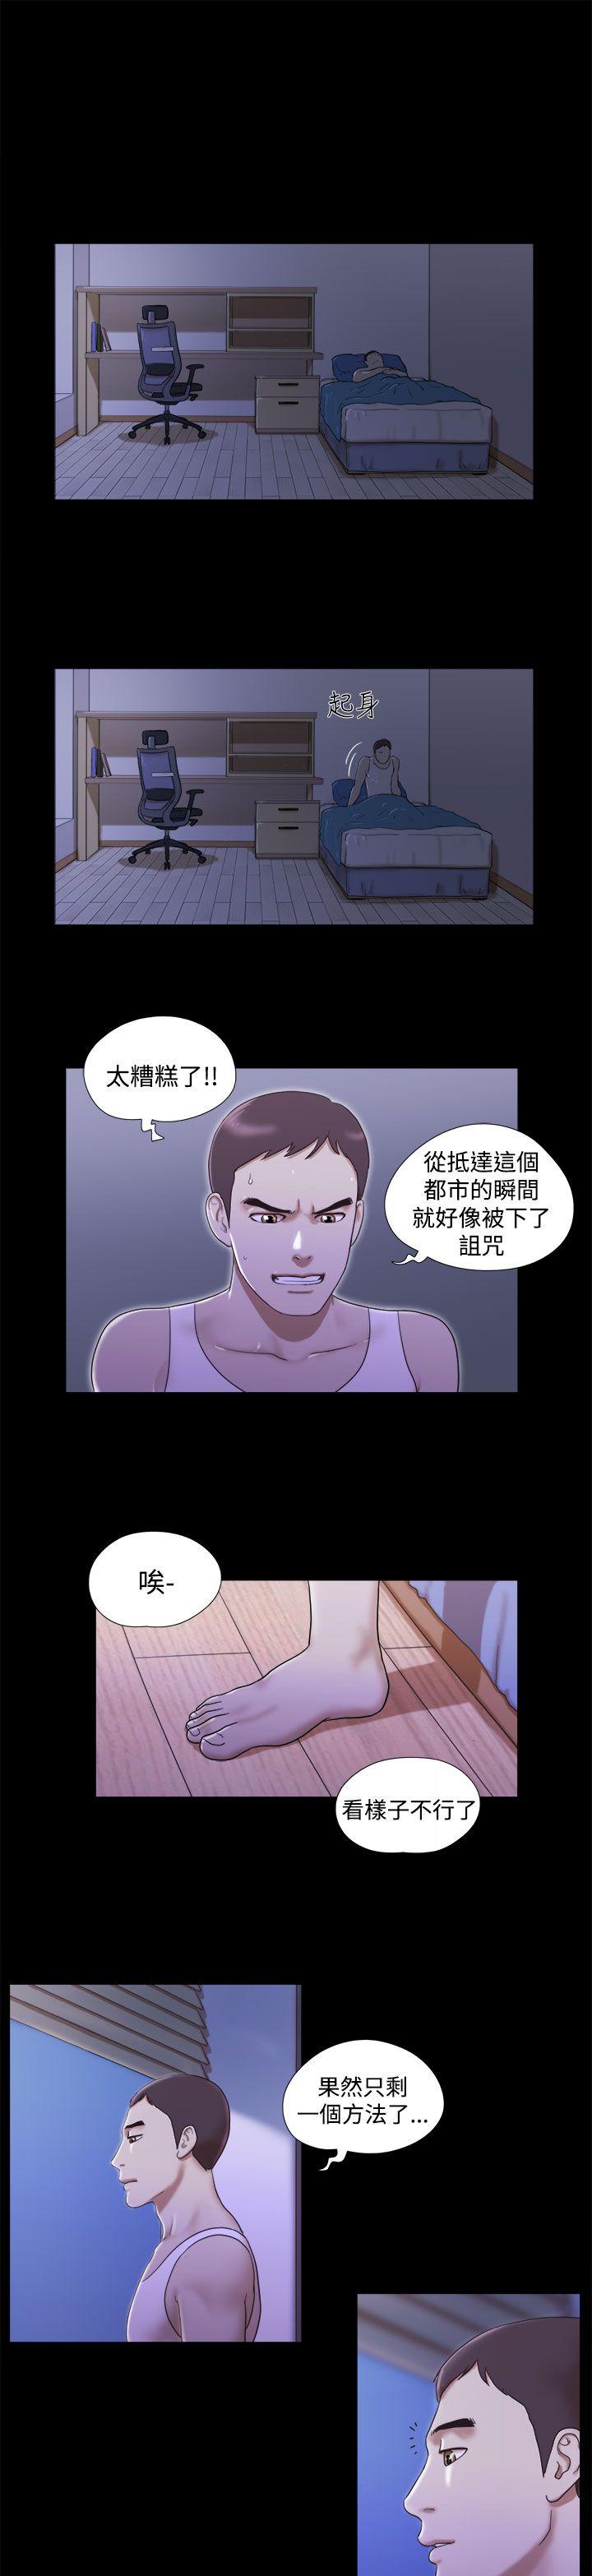 起身
太糟糕了!!
從抵達這個
都市的瞬間
就好像被下了
詛咒
唉-
看樣子不行了
果然只剩
一個方法了...